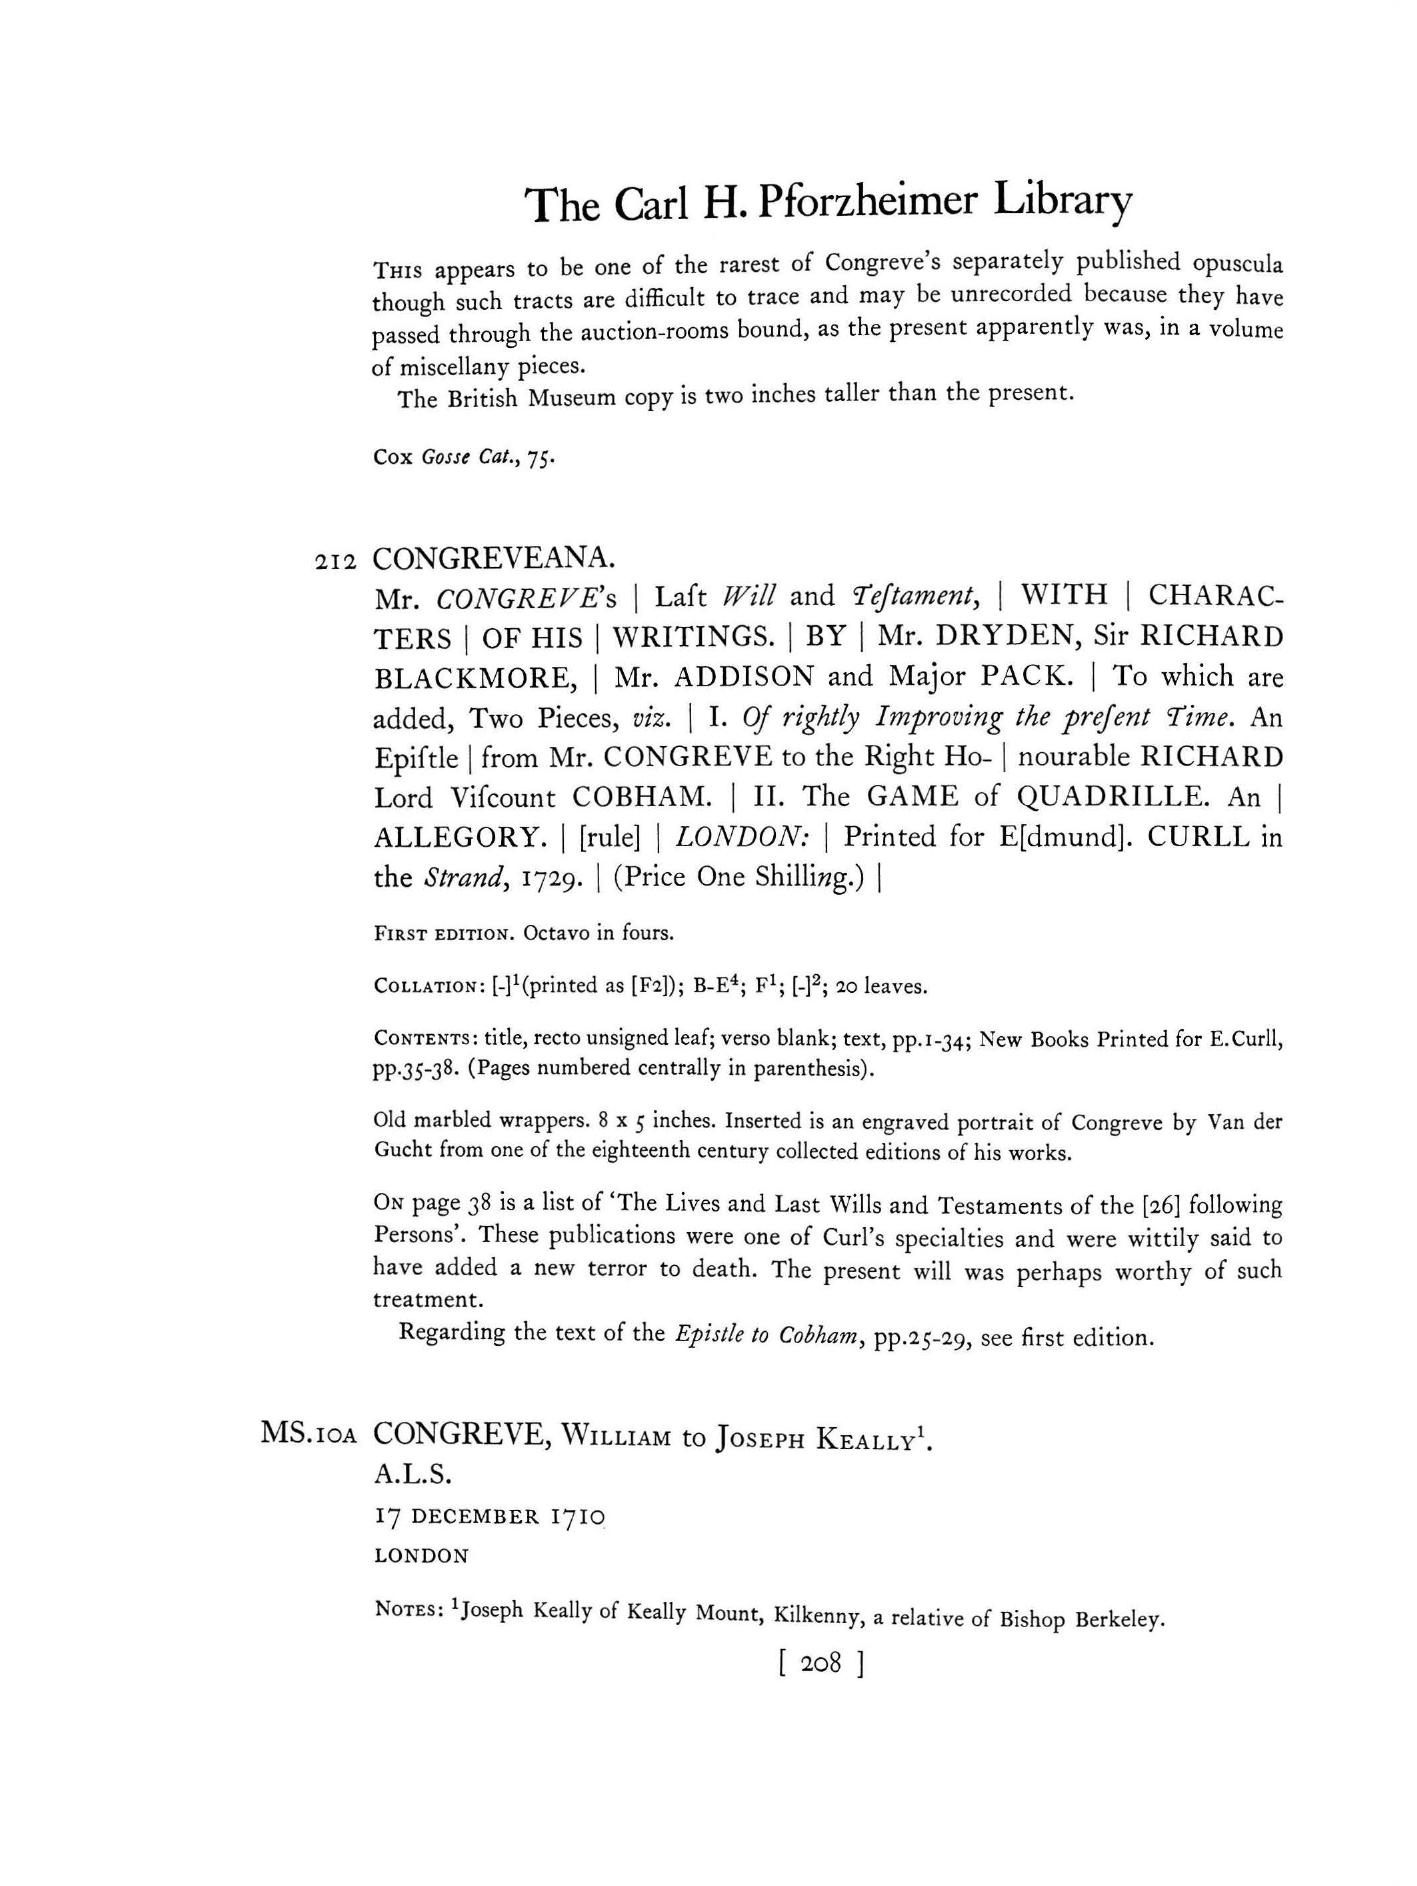 The Carl H. Pforzheimer Library
THIS appears to be one of the rarest of Congreve's separately published opuscula
though such tracts are difficult to trace and may be unrecorded because they have
passed through the auction-rooms bound, as the present apparently was, in a volume
of miscellany pieces.
The British Museum copy is two inches taller than the present.
COX Gosse Cat., 75.
212 CONGREVEANA.
Mr. CONGREVE's | Laſt Will and Teſtament, | WITH | CHARAC-
TERS | OF HIS | WRITINGS. | BY | Mr. DRYDEN, Sir RICHARD
BLACKMORE, | Mr. ADDISON and Major PACK. | To which are
added, Two Pieces, viz. | I. Of rightly Improving the preſent Time. An
Epiſtle | from Mr. CONGREVE to the Right Ho- | nourable RICHARD
Lord Viſcount COBHAM. | II. The GAME of QUADRILLE. An |
ALLEGORY. | [rule] | LONDON: | Printed for E[dmund]. CURLL in
the Strand, 1729. | (Price One Shilling.) |
FIRST EDITION. Octavo in fours.
COLLATION: [-]¹(printed as [F2]); B-E⁴; F¹; [-]²; 20 leaves.
CONTENTS: title, recto unsigned leaf; verso blank; text, pp.1-34; New Books Printed for E.Curll,
pp.35-38. (Pages numbered centrally in parenthesis).
Old marbled wrappers. 8 x 5 inches. Inserted is an engraved portrait of Congreve by Van der
Gucht from one of the eighteenth century collected editions of his works.
ON page 38 is a list of ‘The Lives and Last Wills and Testaments of the [26] following
Persons’. These publications were one of Curl's specialties and were wittily said to
have added a new terror to death. The present will was perhaps worthy of such
treatment.
Regarding the text of the Epistle to Cobham, pp.25-29, see first edition.
MS.10A CONGREVE, WILLIAM to JOSEPH KEALLY¹.
A.L.S.
17 DECEMBER 1710
LONDON
NOTES: ¹Joseph Keally of Keally Mount, Kilkenny, a relative of Bishop Berkeley.
[ 208 ]